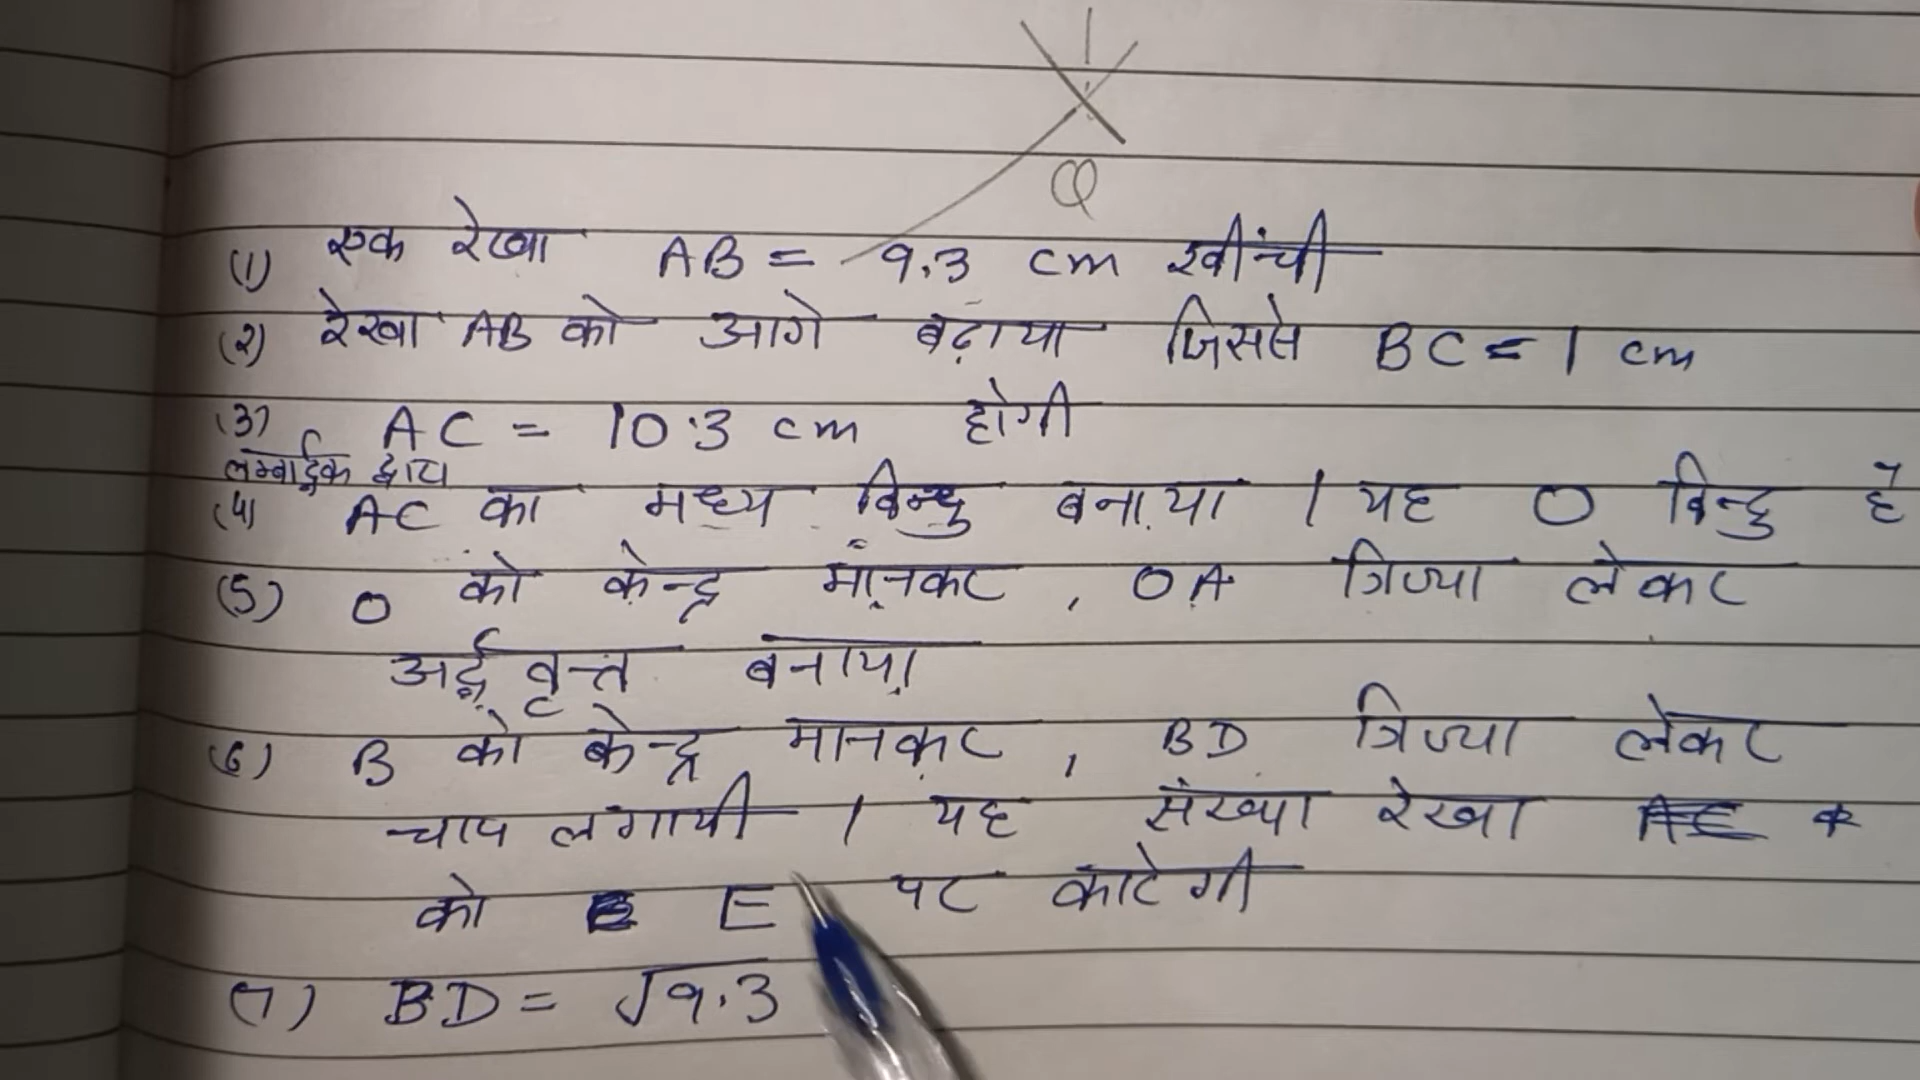 Q
(1) एक रेखा AB = 9.3 cm खींची
(2) रेखा AB को आगे बढ़ाया जिससे BC = 1 cm
(3) AC = 10.3 cm होगी
लम्बार्द्धक द्वारा
(4) AC का मध्य बिन्दु बनाया । यह O बिन्दु है
(5) O को केन्द्र मानकर, OA त्रिज्या लेकर
अर्द्ध वृत्त बनाया
(6) B को केन्द्र मानकर, BD त्रिज्या लेकर
चाप लगायी । यह संख्या रेखा
को E पर काटेगी
(7) BD = √9.3